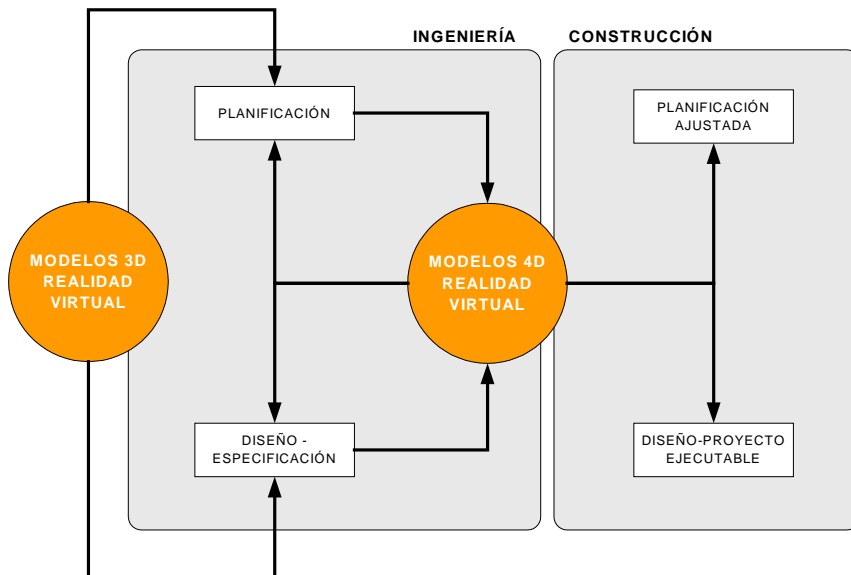 INGENIERÍA
CONSTRUCCIÓN
PLANIFICACIÓN
PLANIFICACIÓN
AJUSTADA
MODELOS 3D
REALIDAD
VIRTUAL
MODELOS 4D
REALIDAD
VIRTUAL
DISEÑO -
ESPECIFICACIÓN
DISEÑO-PROYECTO
EJECUTABLE